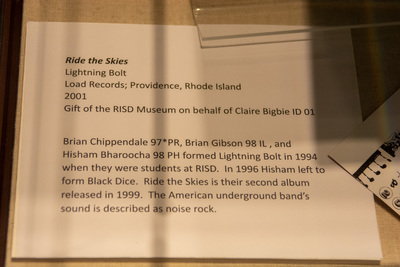 Ride the Skies
Lightning Bolt
Load Records; Providence, Rhode Island
2001
Gift of the RISD Museum on behalf of Claire Bigbie ID 01
Brian Chippendale 97*PR, Brian Gibson 98 IL , and
Hisham Bharoocha 98 PH formed Lightning Bolt in 1994
when they were students at RISD. In 1996 Hisham left to
form Black Dice. Ride the Skies is their second album
released in 1999. The American underground band's
sound is described as noise rock.